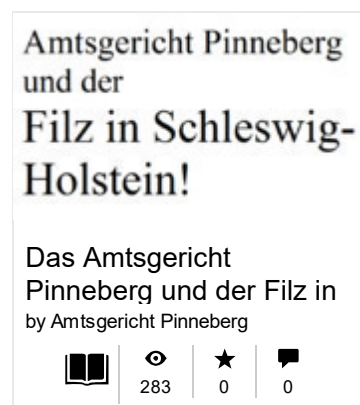 Amtsgericht Pinneberg
und der
Filz in Schleswig-
Holstein!
Das Amtsgericht
Pinneberg und der Filz in
by Amtsgericht Pinneberg
283 0 0